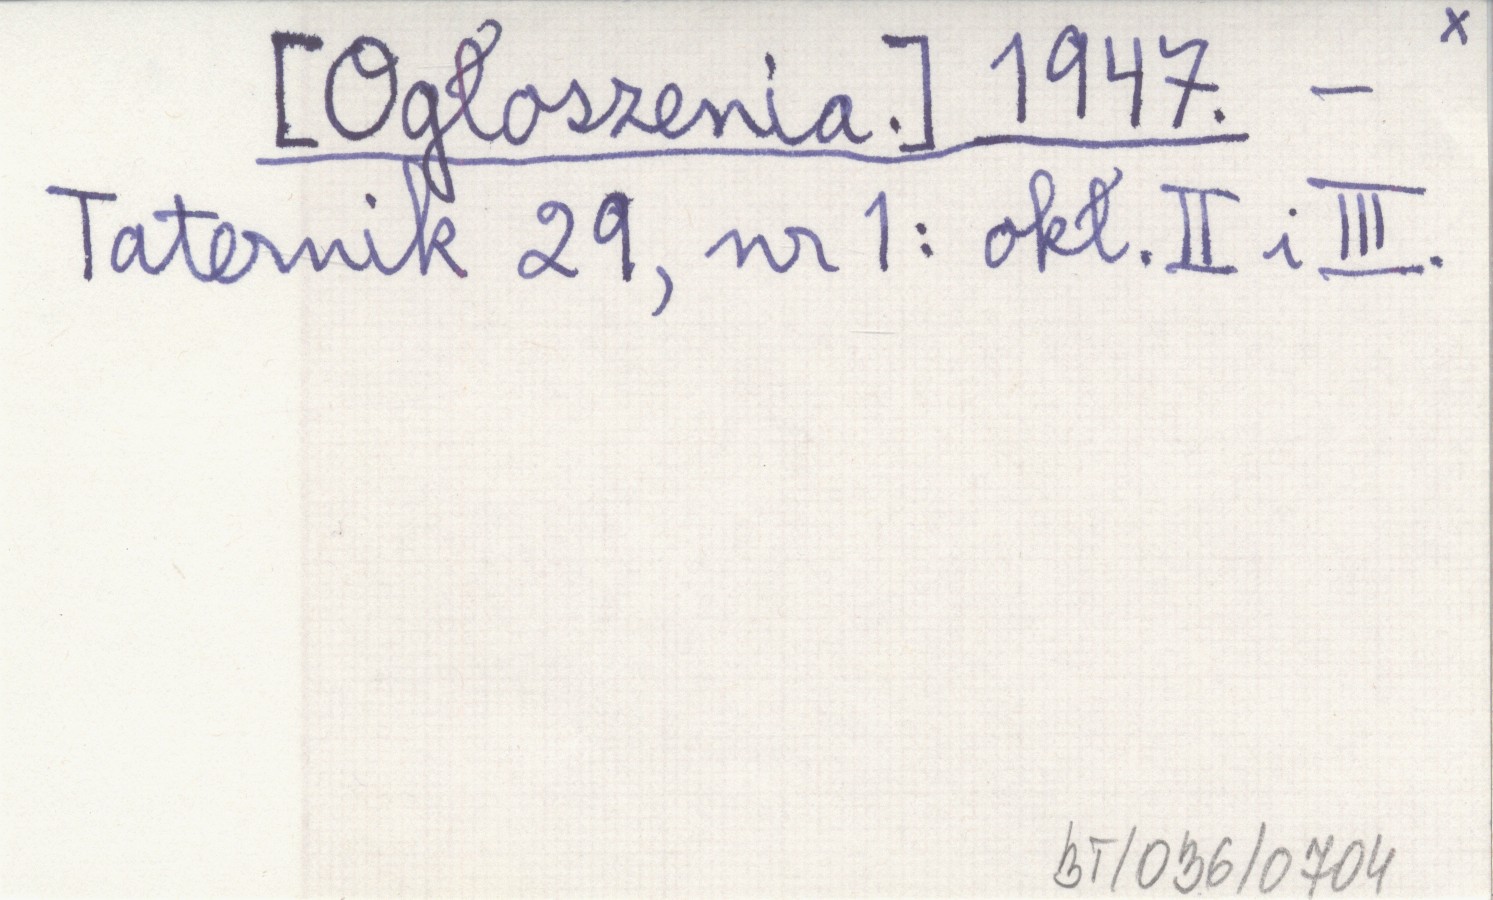 [Ogłoszenia.] 1947. – x
Taternik 29, nr 1: okł. II i III.
BT/036/0704